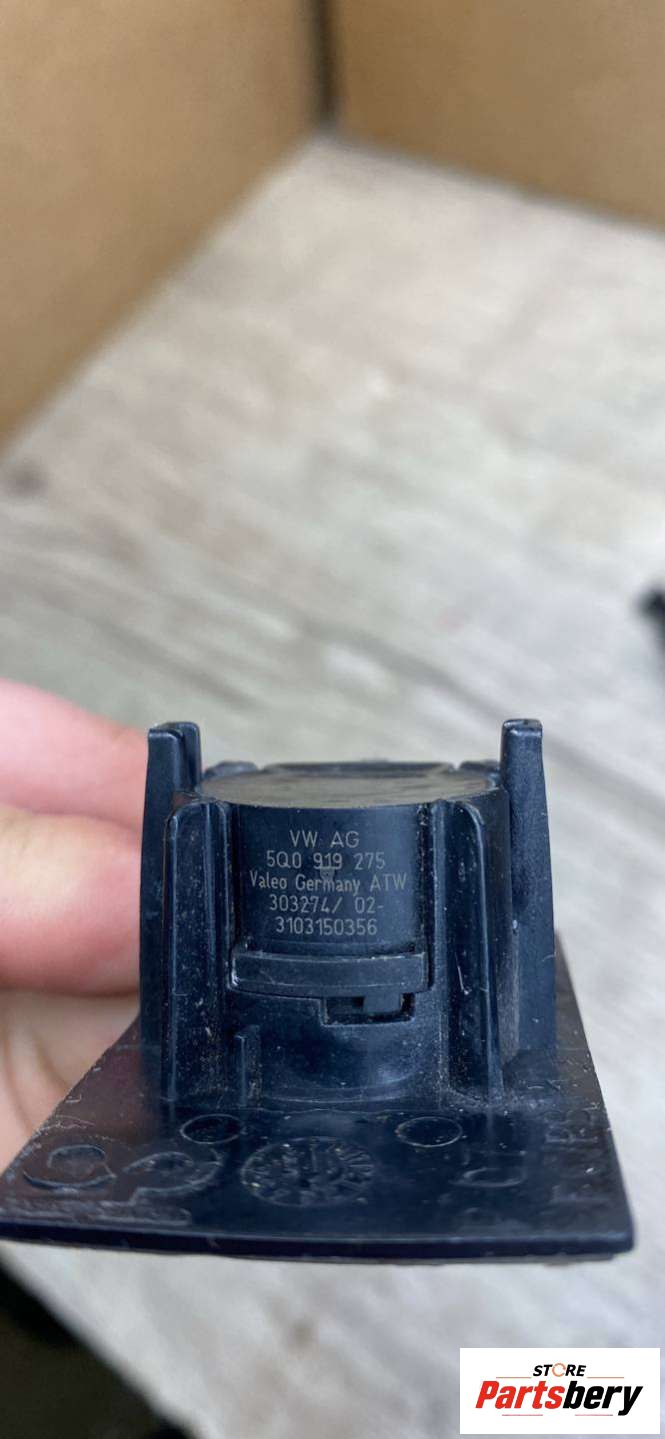 VW AG
5Q0 919 275
Valeo Germany ATW
303274/ 02-
3103150356
STORE
Partsbery